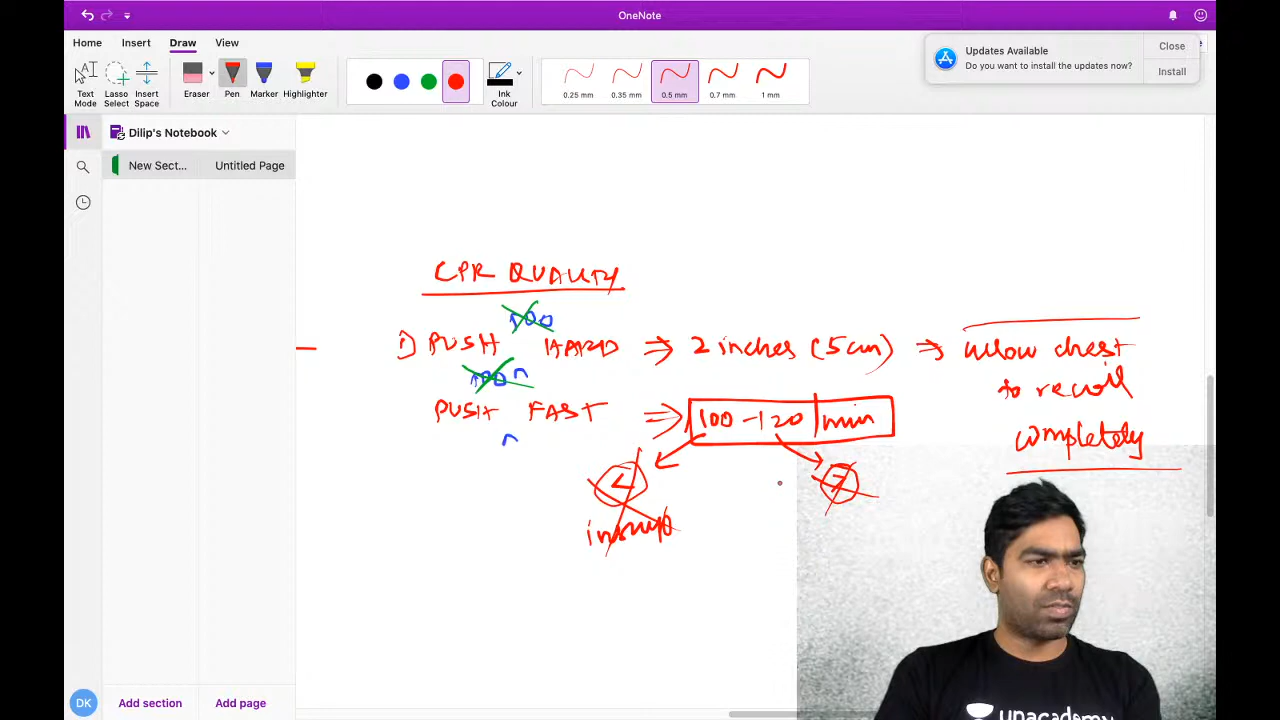 OneNote
Home Insert Draw View
Updates Available
Do you want to install the updates now?
Close
Install
Text Mode
Lasso Select
Insert Space
Eraser
Pen
Marker
Highlighter
Ink Colour
0.25 mm
0.35 mm
0.5 mm
0.7 mm
1 mm
Dilip's Notebook
New Sect...
Untitled Page
CPR QUALITY
100
1) PUSH HARD ⇒ 2 inches (5cm) ⇒ allow chest
to recoil
completely
100
PUSH FAST ⇒ 100-120/min
<
>
Add section
Add page
DK
unacademy